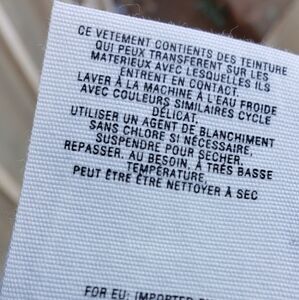 CE VETEMENT CONTIENTS DES TEINTURE
QUI PEUX TRANSFERENT SUR LES
MATERIEUX AVEC LESQUELLES ILS
ENTRENT EN CONTACT.
LAVER À LA MACHINE À L'EAU FROIDE
AVEC COULEURS SIMILAIRES CYCLE
DÉLICAT.
UTILISER UN AGENT DE BLANCHIMENT
SANS CHLORE SI NÉCESSAIRE,
SUSPENDRE POUR SÉCHER.
REPASSER, AU BESOIN, À TRÈS BASSE
TEMPÉRATURE,
PEUT ÊTRE ÊTRE NETTOYER À SEC
FOR EU: IMPORTED